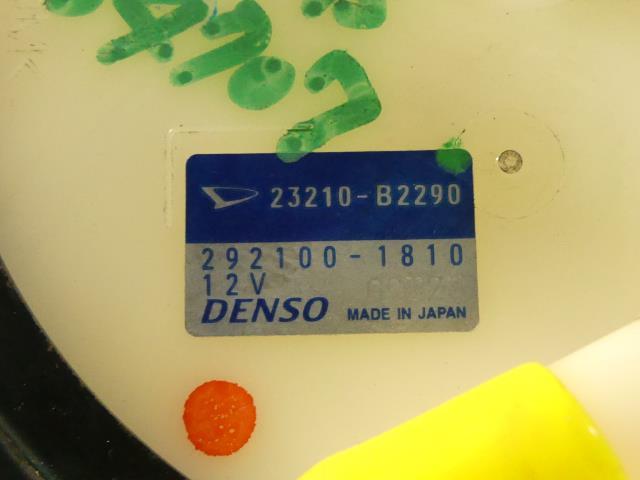 23210-B2290
292100-1810
12V
DENSO MADE IN JAPAN